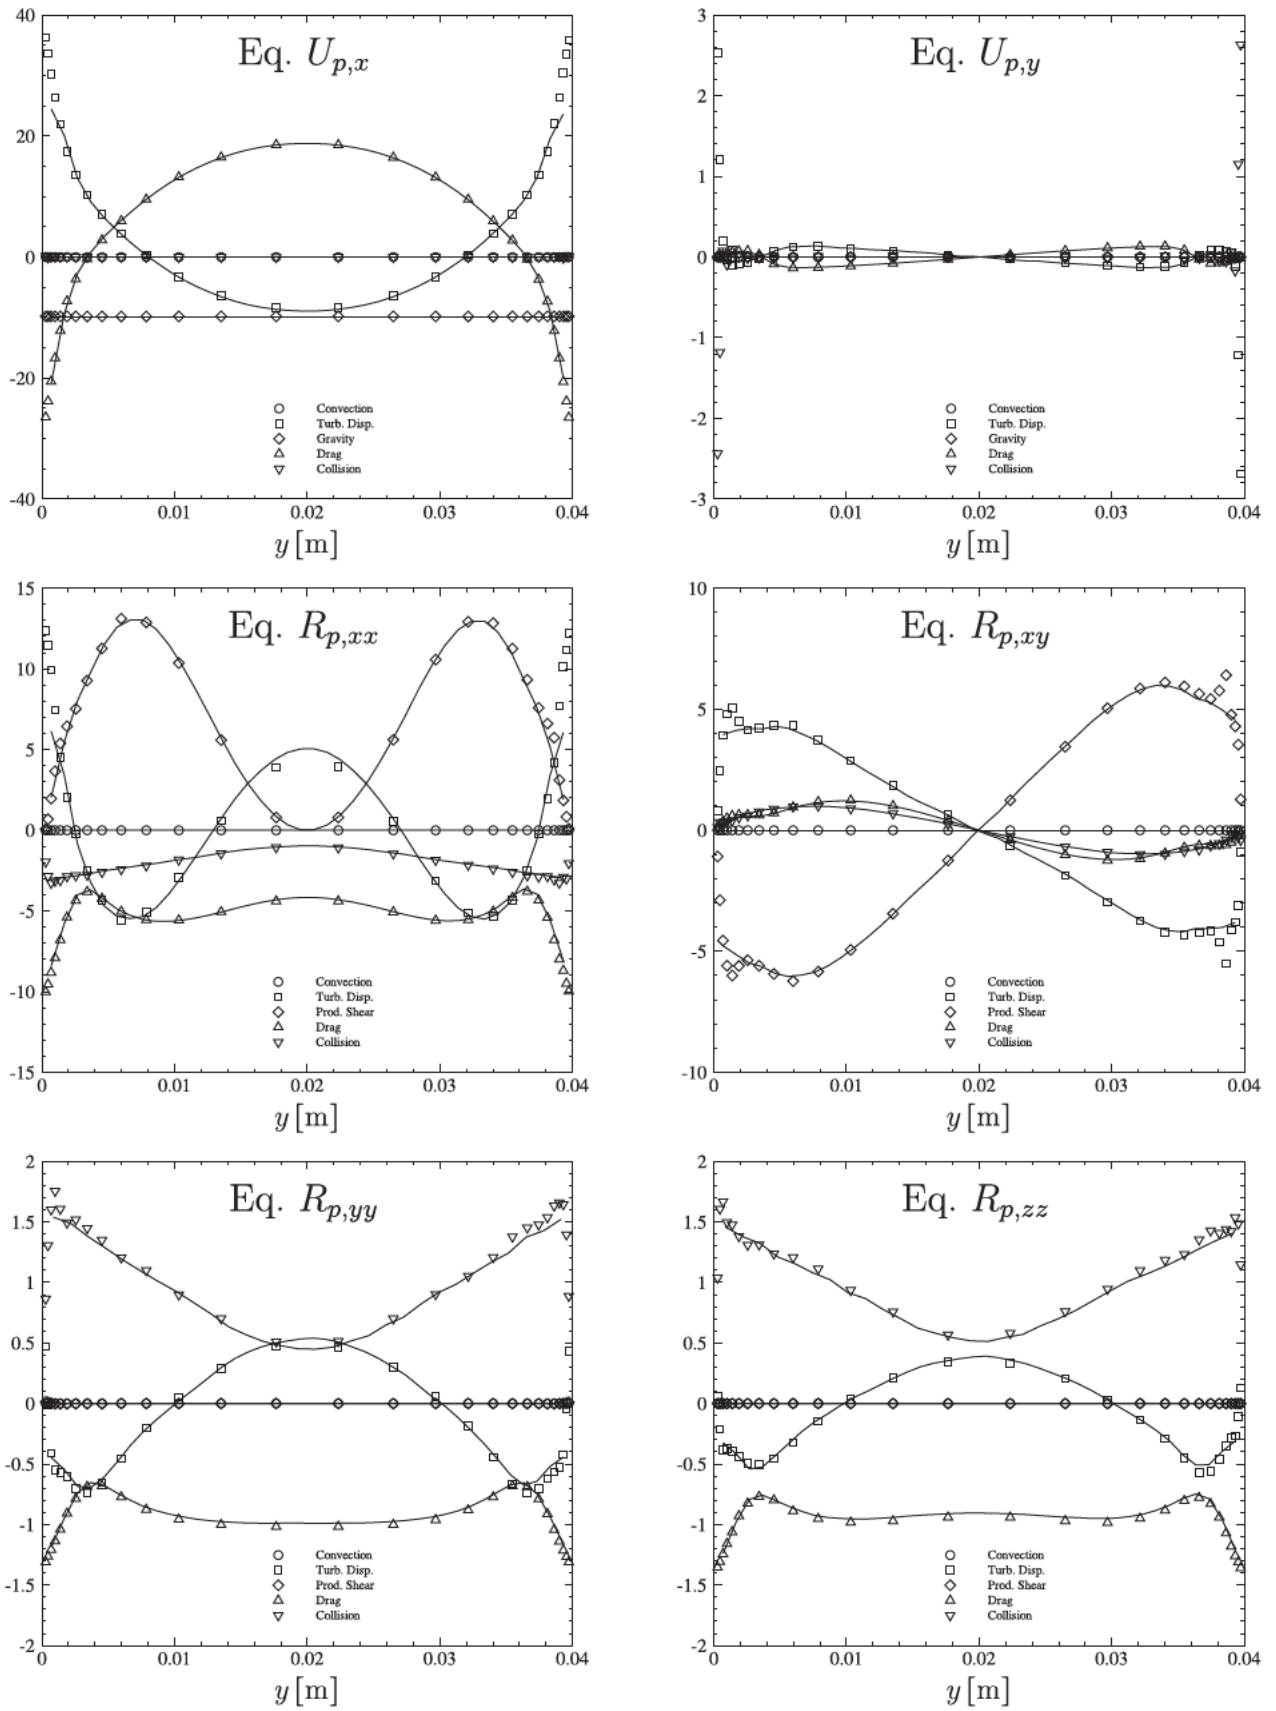 Eq. U_{p,x}
40
20
0
-20
-40
Convection
Turb. Disp.
Gravity
Drag
Collision
0 0.01 0.02 0.03 0.04
y [m]
Eq. U_{p,y}
3
2
1
0
-1
-2
-3
Convection
Turb. Disp.
Gravity
Drag
Collision
0 0.01 0.02 0.03 0.04
y [m]
Eq. R_{p,xx}
15
10
5
0
-5
-10
-15
Convection
Turb. Disp.
Prod. Shear
Drag
Collision
0 0.01 0.02 0.03 0.04
y [m]
Eq. R_{p,xy}
10
5
0
-5
-10
Convection
Turb. Disp.
Prod. Shear
Drag
Collision
0 0.01 0.02 0.03 0.04
y [m]
Eq. R_{p,yy}
2
1.5
1
0.5
0
-0.5
-1
-1.5
-2
Convection
Turb. Disp.
Prod. Shear
Drag
Collision
0 0.01 0.02 0.03 0.04
y [m]
Eq. R_{p,zz}
2
1.5
1
0.5
0
-0.5
-1
-1.5
-2
Convection
Turb. Disp.
Prod. Shear
Drag
Collision
0 0.01 0.02 0.03 0.04
y [m]